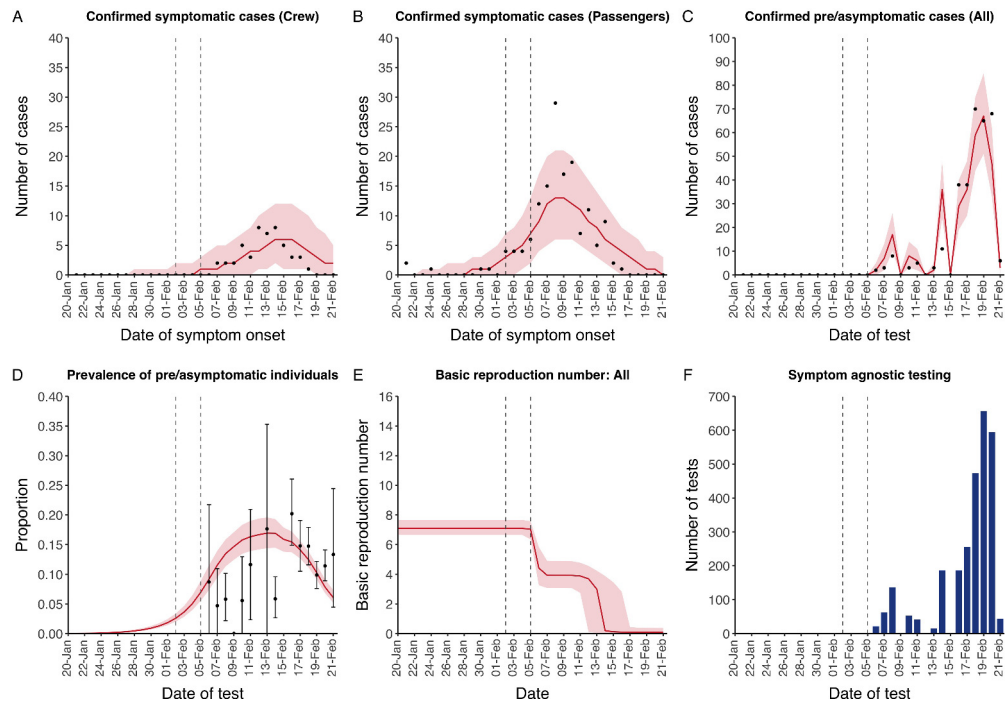 A
Confirmed symptomatic cases (Crew)
Number of cases
40
35
30
25
20
15
10
5
0
20-Jan
22-Jan
24-Jan
26-Jan
28-Jan
30-Jan
01-Feb
03-Feb
05-Feb
07-Feb
09-Feb
11-Feb
13-Feb
15-Feb
17-Feb
19-Feb
21-Feb
Date of symptom onset
B
Confirmed symptomatic cases (Passengers)
Number of cases
40
35
30
25
20
15
10
5
0
20-Jan
22-Jan
24-Jan
26-Jan
28-Jan
30-Jan
01-Feb
03-Feb
05-Feb
07-Feb
09-Feb
11-Feb
13-Feb
15-Feb
17-Feb
19-Feb
21-Feb
Date of symptom onset
C
Confirmed pre/asymptomatic cases (All)
Number of cases
100
90
80
70
60
50
40
30
20
10
0
20-Jan
22-Jan
24-Jan
26-Jan
28-Jan
30-Jan
01-Feb
03-Feb
05-Feb
07-Feb
09-Feb
11-Feb
13-Feb
15-Feb
17-Feb
19-Feb
21-Feb
Date of test
D
Prevalence of pre/asymptomatic individuals
Proportion
0.40
0.35
0.30
0.25
0.20
0.15
0.10
0.05
0.00
20-Jan
22-Jan
24-Jan
26-Jan
28-Jan
30-Jan
01-Feb
03-Feb
05-Feb
07-Feb
09-Feb
11-Feb
13-Feb
15-Feb
17-Feb
19-Feb
21-Feb
Date of test
E
Basic reproduction number: All
Basic reproduction number
16
14
12
10
8
6
4
2
0
20-Jan
22-Jan
24-Jan
26-Jan
28-Jan
30-Jan
01-Feb
03-Feb
05-Feb
07-Feb
09-Feb
11-Feb
13-Feb
15-Feb
17-Feb
19-Feb
21-Feb
Date
F
Symptom agnostic testing
Number of tests
700
600
500
400
300
200
100
0
20-Jan
22-Jan
24-Jan
26-Jan
28-Jan
30-Jan
01-Feb
03-Feb
05-Feb
07-Feb
09-Feb
11-Feb
13-Feb
15-Feb
17-Feb
19-Feb
21-Feb
Date of test